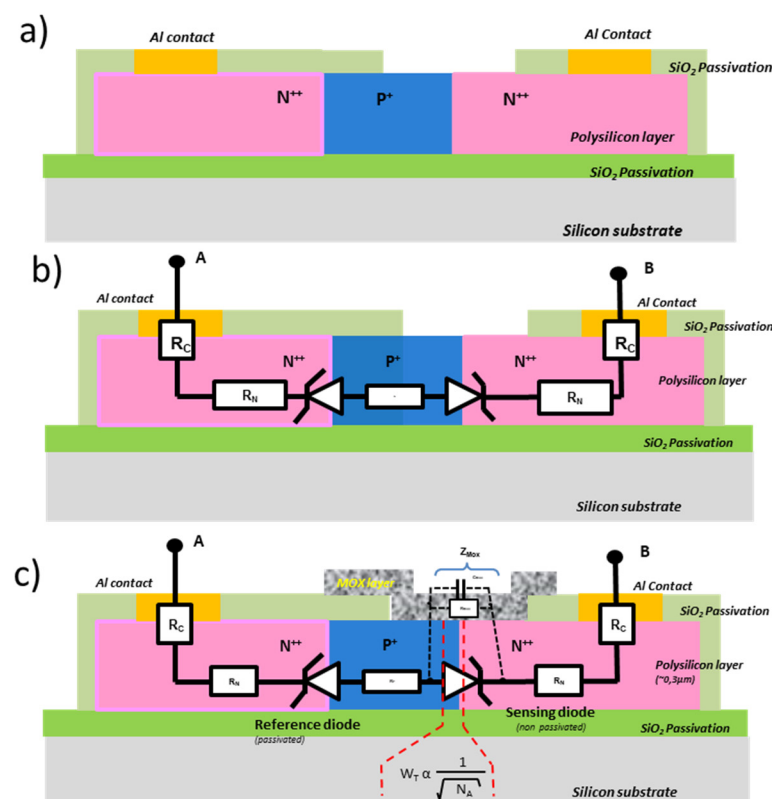 a)
Al contact
Al Contact
SiO2 Passivation
N++
P+
N++
Polysilicon layer
SiO2 Passivation
Silicon substrate
b)
A
B
Al contact
Al Contact
SiO2 Passivation
RC
N++
P+
N++
RC
Polysilicon layer
RN
RN
SiO2 Passivation
Silicon substrate
c)
A
B
ZMox
Al contact
MOX layer
Al Contact
SiO2 Passivation
RC
N++
P+
N++
RC
Polysilicon layer
(~0,3µm)
RN
RN
Reference diode
(passivated)
Sensing diode
(non passivated)
SiO2 Passivation
WT α 1
√NA
Silicon substrate